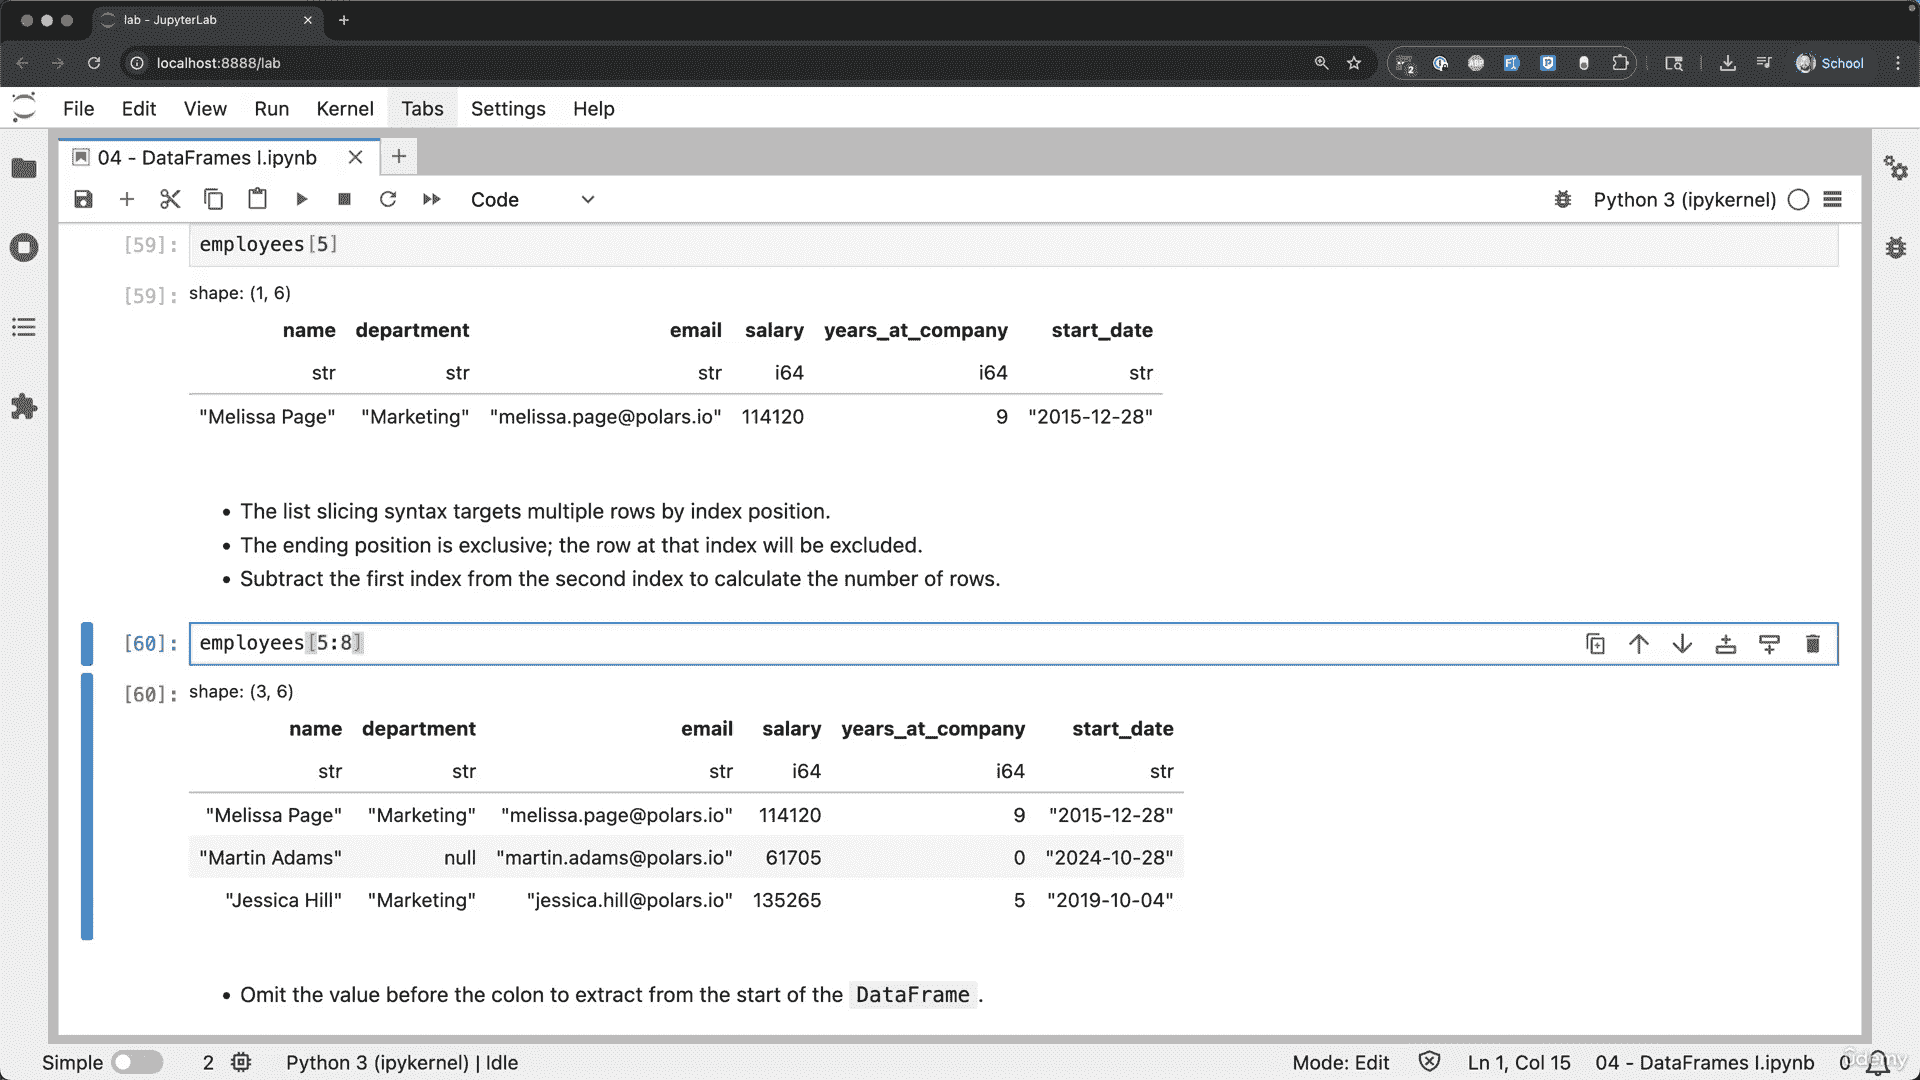 lab - JupyterLab
localhost:8888/lab
2
ABP
School
File Edit View Run Kernel Tabs Settings Help
04 - DataFrames I.ipynb
Code
Python 3 (ipykernel)
[59]: employees[5]
[59]: shape: (1, 6)
name department email salary years_at_company start_date
str str str i64 i64 str
"Melissa Page" "Marketing" "melissa.page@polars.io" 114120 9 "2015-12-28"
• The list slicing syntax targets multiple rows by index position.
• The ending position is exclusive; the row at that index will be excluded.
• Subtract the first index from the second index to calculate the number of rows.
[60]: employees[5:8]
[60]: shape: (3, 6)
name department email salary years_at_company start_date
str str str i64 i64 str
"Melissa Page" "Marketing" "melissa.page@polars.io" 114120 9 "2015-12-28"
"Martin Adams" null "martin.adams@polars.io" 61705 0 "2024-10-28"
"Jessica Hill" "Marketing" "jessica.hill@polars.io" 135265 5 "2019-10-04"
• Omit the value before the colon to extract from the start of the DataFrame.
Simple 2 Python 3 (ipykernel) | Idle Mode: Edit Ln 1, Col 15 04 - DataFrames I.ipynb 0
ûdemy